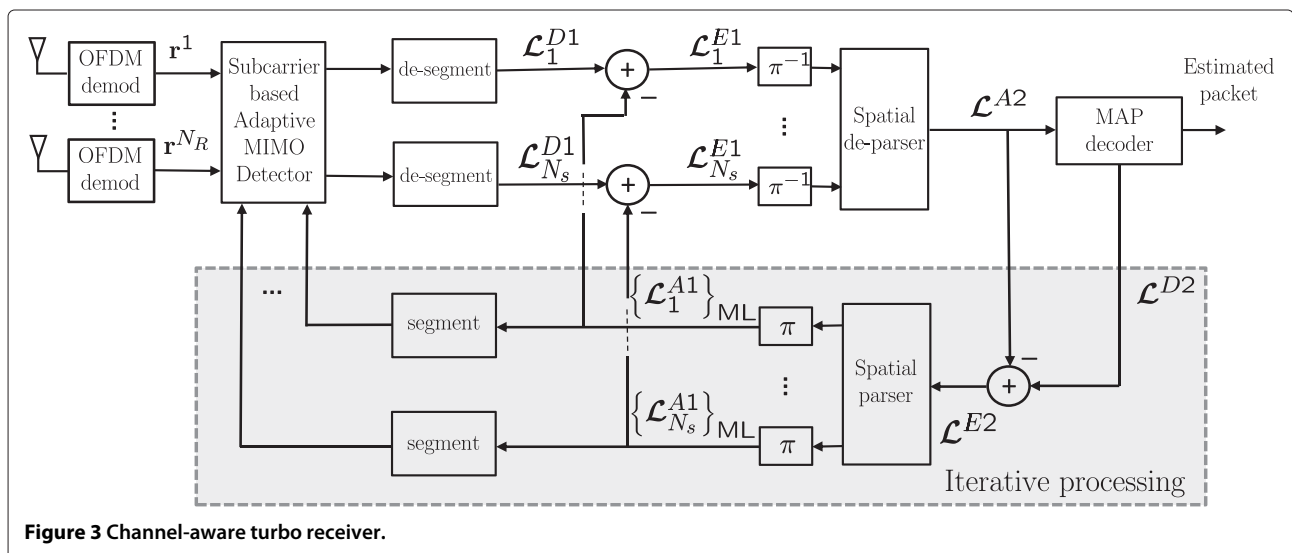 OFDM
demod
r^1
...
OFDM
demod
r^{N_R}
Subcarrier
based
Adaptive
MIMO
Detector
de-segment
de-segment
𝓛_1^{D1}
𝓛_{N_s}^{D1}
+
−
+
−
𝓛_1^{E1}
𝓛_{N_s}^{E1}
π^{-1}
...
π^{-1}
Spatial
de-parser
𝓛^{A2}
MAP
decoder
Estimated
packet
...
segment
segment
{𝓛_1^{A1}}_{ML}
{𝓛_{N_s}^{A1}}_{ML}
π
...
π
Spatial
parser
𝓛^{E2}
+
−
𝓛^{D2}
Iterative processing
Figure 3 Channel-aware turbo receiver.